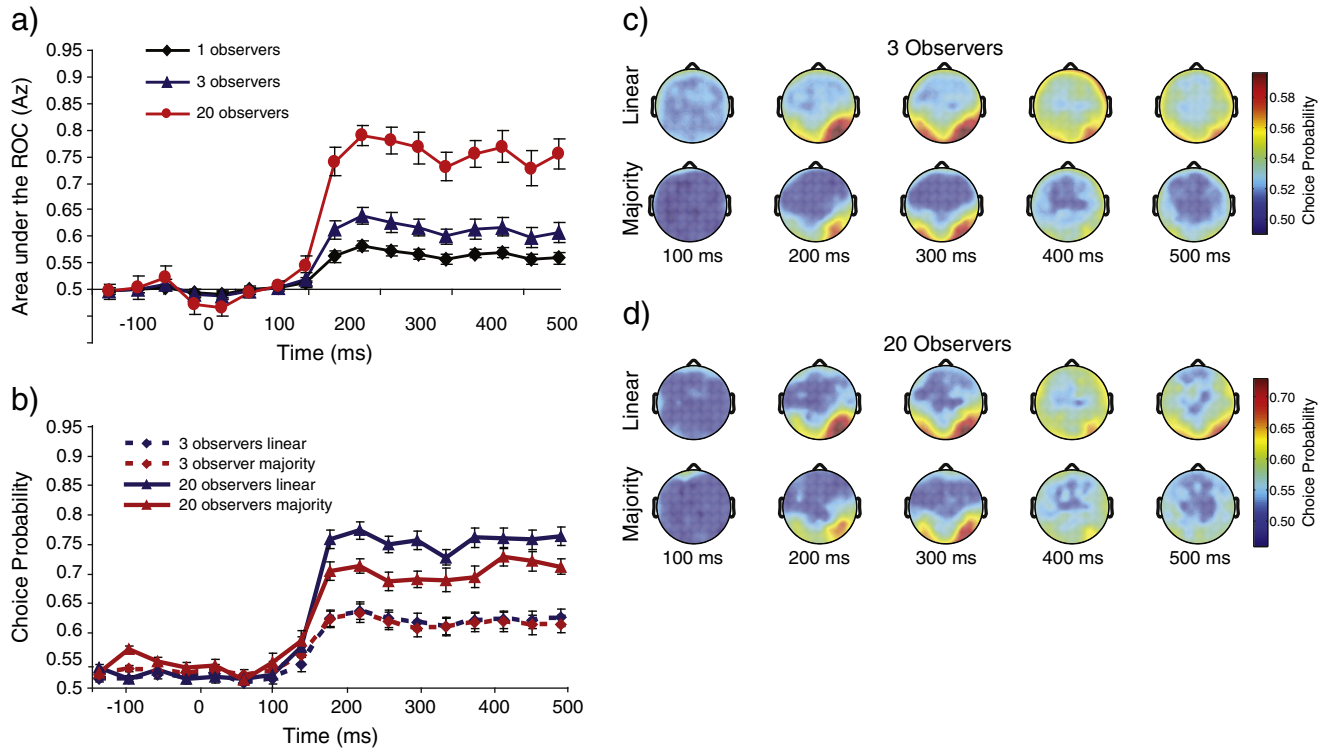 a)
Area under the ROC (Az)
0.95
0.9
0.85
0.8
0.75
0.7
0.65
0.6
0.55
0.5
1 observers
3 observers
20 observers
-100 0 100 200 300 400 500
Time (ms)
b)
Choice Probability
0.95
0.9
0.85
0.8
0.75
0.7
0.65
0.6
0.55
0.5
3 observers linear
3 observer majority
20 observers linear
20 observers majority
-100 0 100 200 300 400 500
Time (ms)
c)
3 Observers
Linear
Majority
100 ms 200 ms 300 ms 400 ms 500 ms
0.58
0.56
0.54
0.52
0.50
Choice Probability
d)
20 Observers
Linear
Majority
100 ms 200 ms 300 ms 400 ms 500 ms
0.70
0.65
0.60
0.55
0.50
Choice Probability